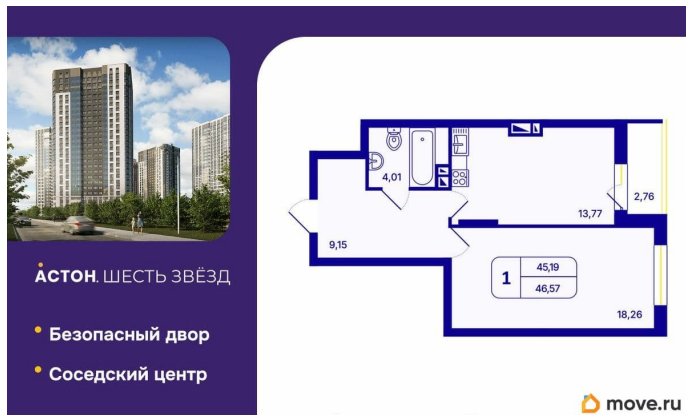 АСТОН. ШЕСТЬ ЗВЁЗД
Безопасный двор
Соседский центр
4,01
9,15
13,77
2,76
1
45,19
46,57
18,26
move.ru